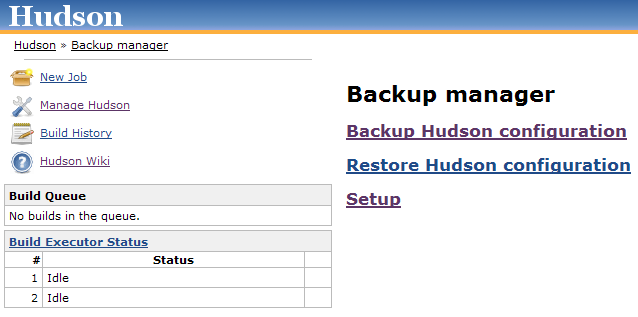 Hudson
Hudson » Backup manager
New Job
Manage Hudson
Build History
Hudson Wiki
Build Queue
No builds in the queue.
Build Executor Status
# Status
1 Idle
2 Idle
Backup manager
Backup Hudson configuration
Restore Hudson configuration
Setup